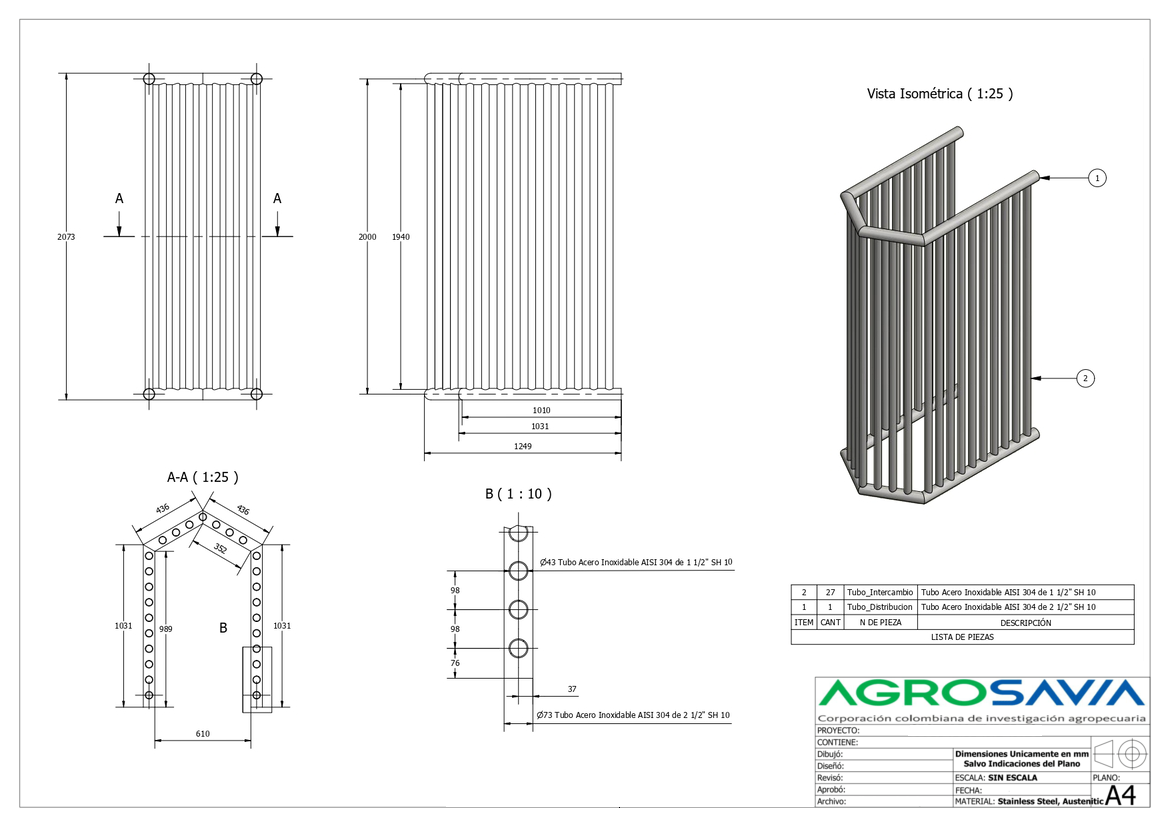 Vista Isométrica ( 1:25 )
1
A
A
2073
2000
1940
2
1010
1031
1249
A-A ( 1:25 )
B ( 1 : 10 )
436
436
352
1031
989
B
1031
610
Ø43 Tubo Acero Inoxidable AISI 304 de 1 1/2" SH 10
98
98
76
37
Ø73 Tubo Acero Inoxidable AISI 304 de 2 1/2" SH 10
2 27 Tubo_Intercambio Tubo Acero Inoxidable AISI 304 de 1 1/2" SH 10
1 1 Tubo_Distribucion Tubo Acero Inoxidable AISI 304 de 2 1/2" SH 10
ITEM CANT N DE PIEZA DESCRIPCIÓN
LISTA DE PIEZAS
AGROSAVIA
Corporación colombiana de investigación agropecuaria
PROYECTO:
CONTIENE:
Dibujó: Dimensiones Unicamente en mm
Diseñó: Salvo Indicaciones del Plano
Revisó: ESCALA: SIN ESCALA PLANO:
Aprobó: FECHA:
Archivo: MATERIAL: Stainless Steel, Austenitic A4